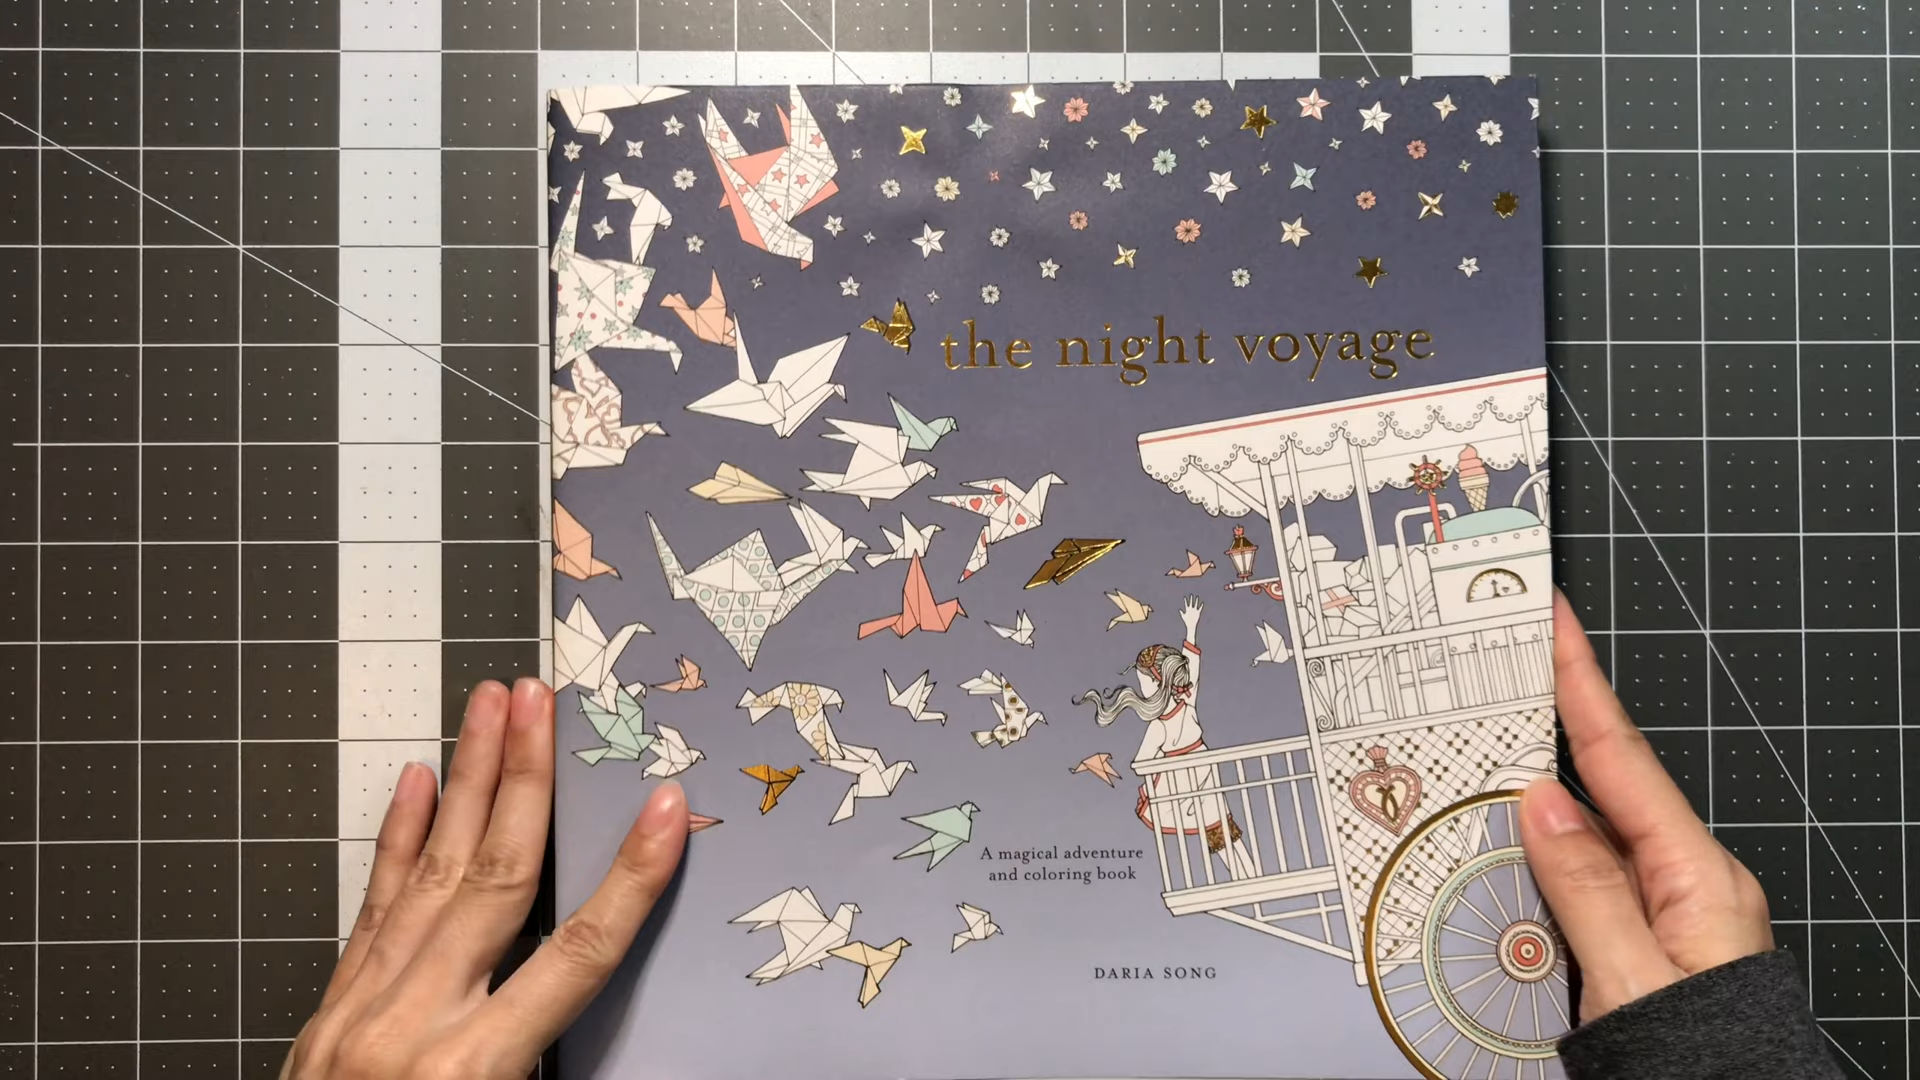 the night voyage
A magical adventure
and coloring book
DARIA SONG